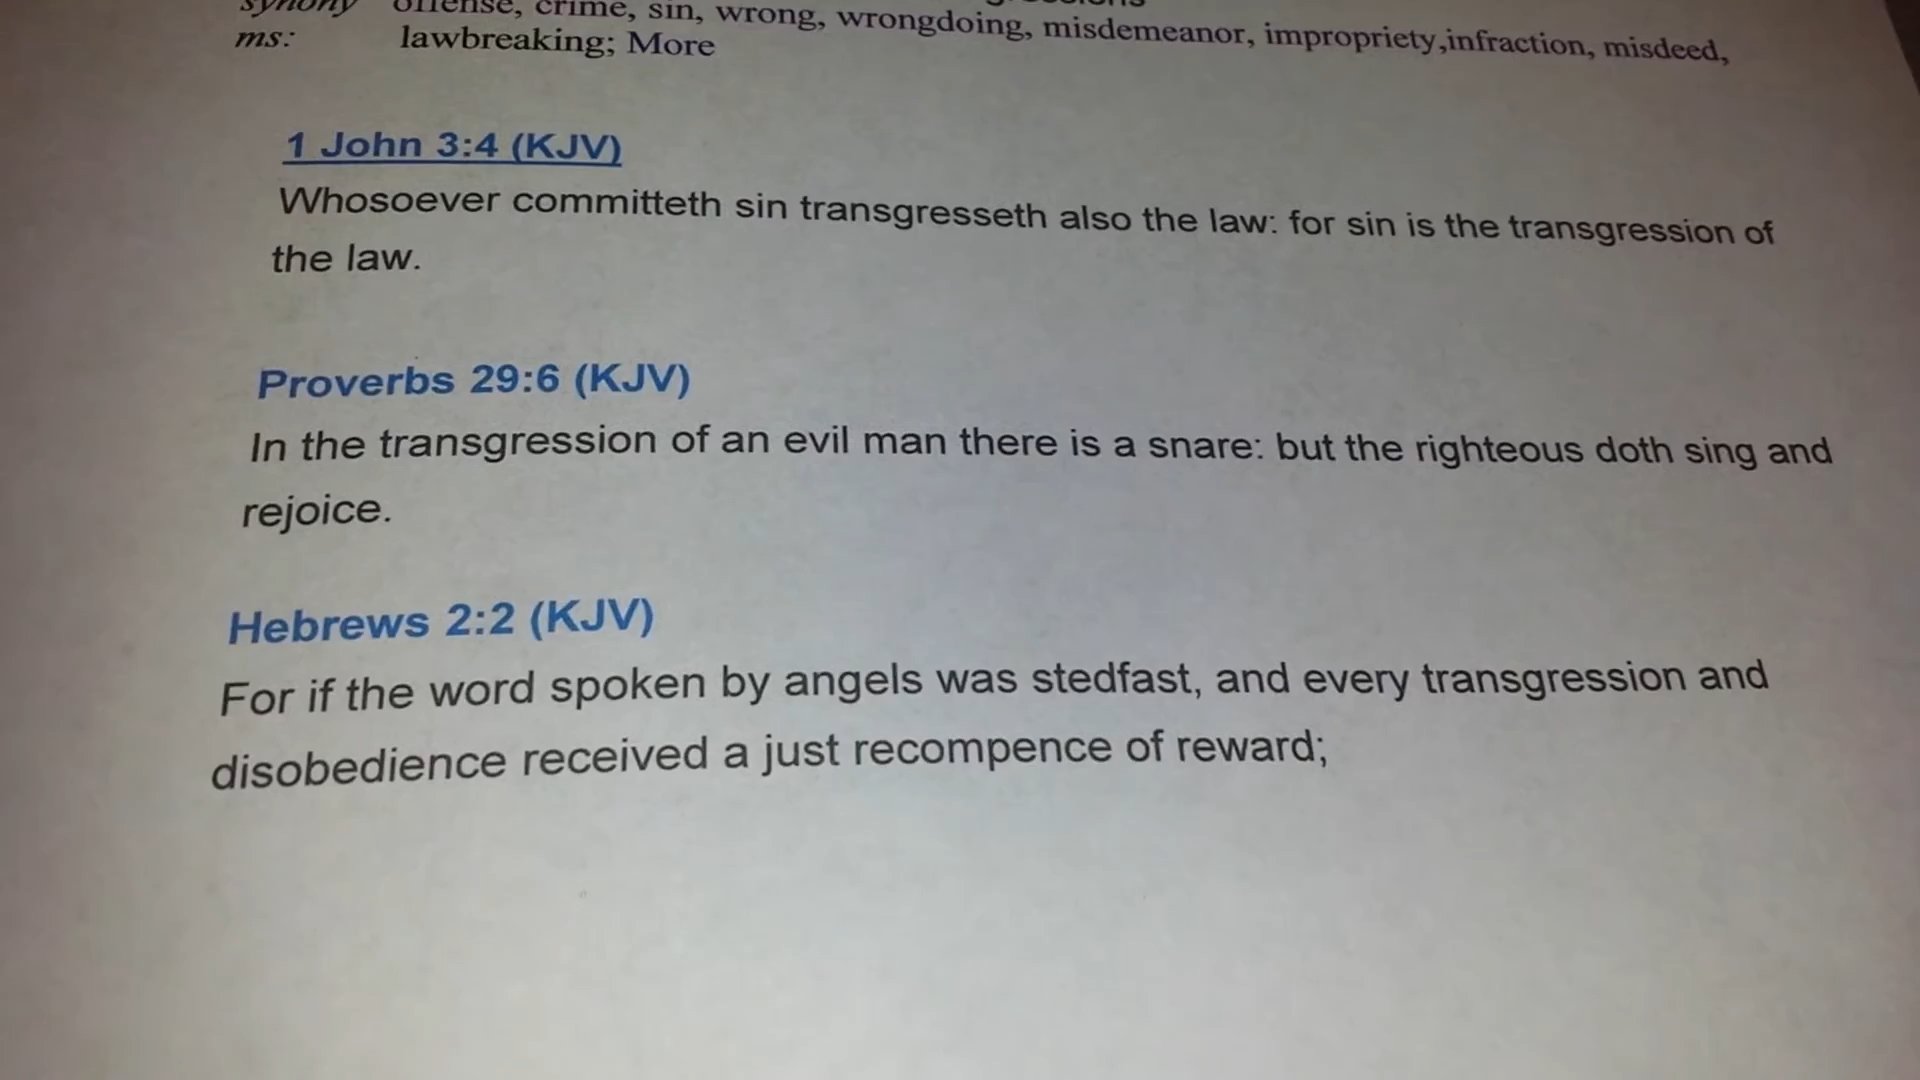 synony offense, crime, sin, wrong, wrongdoing, misdemeanor, impropriety,infraction, misdeed,
ms: lawbreaking; More
1 John 3:4 (KJV)
Whosoever committeth sin transgresseth also the law: for sin is the transgression of
the law.
Proverbs 29:6 (KJV)
In the transgression of an evil man there is a snare: but the righteous doth sing and
rejoice.
Hebrews 2:2 (KJV)
For if the word spoken by angels was stedfast, and every transgression and
disobedience received a just recompence of reward;